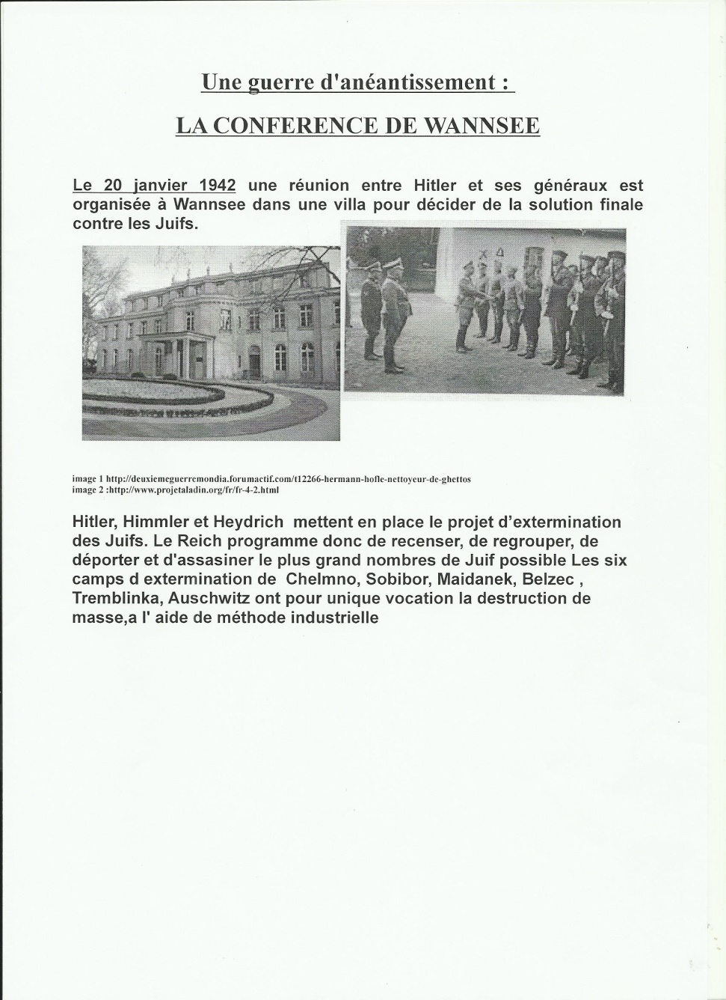 Une guerre d'anéantissement :
LA CONFERENCE DE WANNSEE
Le 20 janvier 1942 une réunion entre Hitler et ses généraux est
organisée à Wannsee dans une villa pour décider de la solution finale
contre les Juifs.
X Δ
image 1 http://deuxiemeguerremondia.forumactif.com/t12266-hermann-hofle-nettoyeur-de-ghettos
image 2 :http://www.projetaladin.org/fr/fr-4-2.html
Hitler, Himmler et Heydrich mettent en place le projet d’extermination
des Juifs. Le Reich programme donc de recenser, de regrouper, de
déporter et d'assasiner le plus grand nombres de Juif possible Les six
camps d extermination de Chelmno, Sobibor, Maidanek, Belzec ,
Tremblinka, Auschwitz ont pour unique vocation la destruction de
masse,a l' aide de méthode industrielle